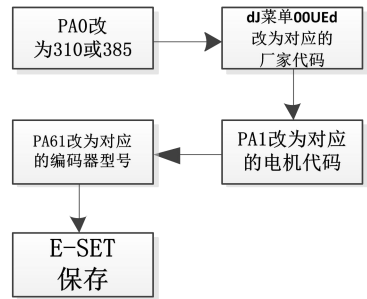 PA0改
为310或385
dJ菜单00UEd
改为对应的
厂家代码
PA1改为对应
的电机代码
PA61改为对应
的编码器型号
E-SET
保存